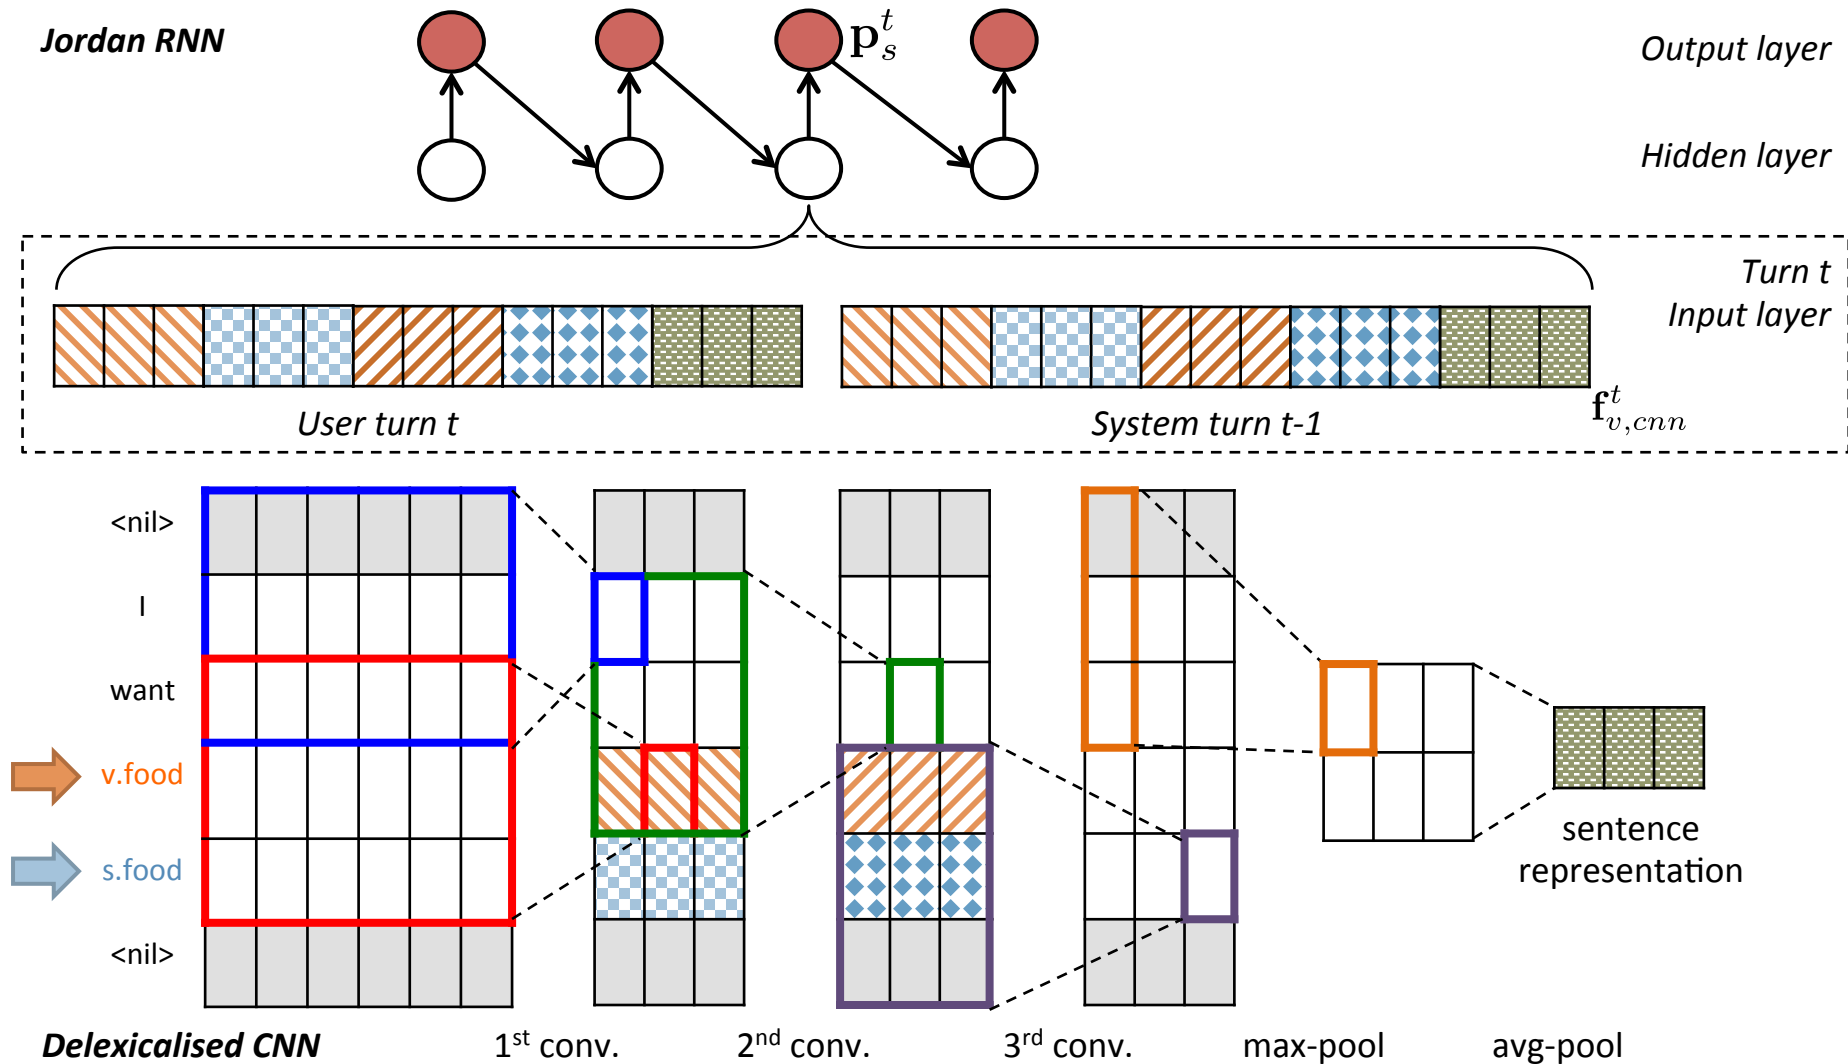 Jordan RNN
𝐩_s^t
Output layer
Hidden layer
Turn t
Input layer
User turn t
System turn t-1
𝐟_{v,cnn}^t
<nil>
I
want
v.food
s.food
<nil>
sentence
representation
Delexicalised CNN
1st conv.
2nd conv.
3rd conv.
max-pool
avg-pool